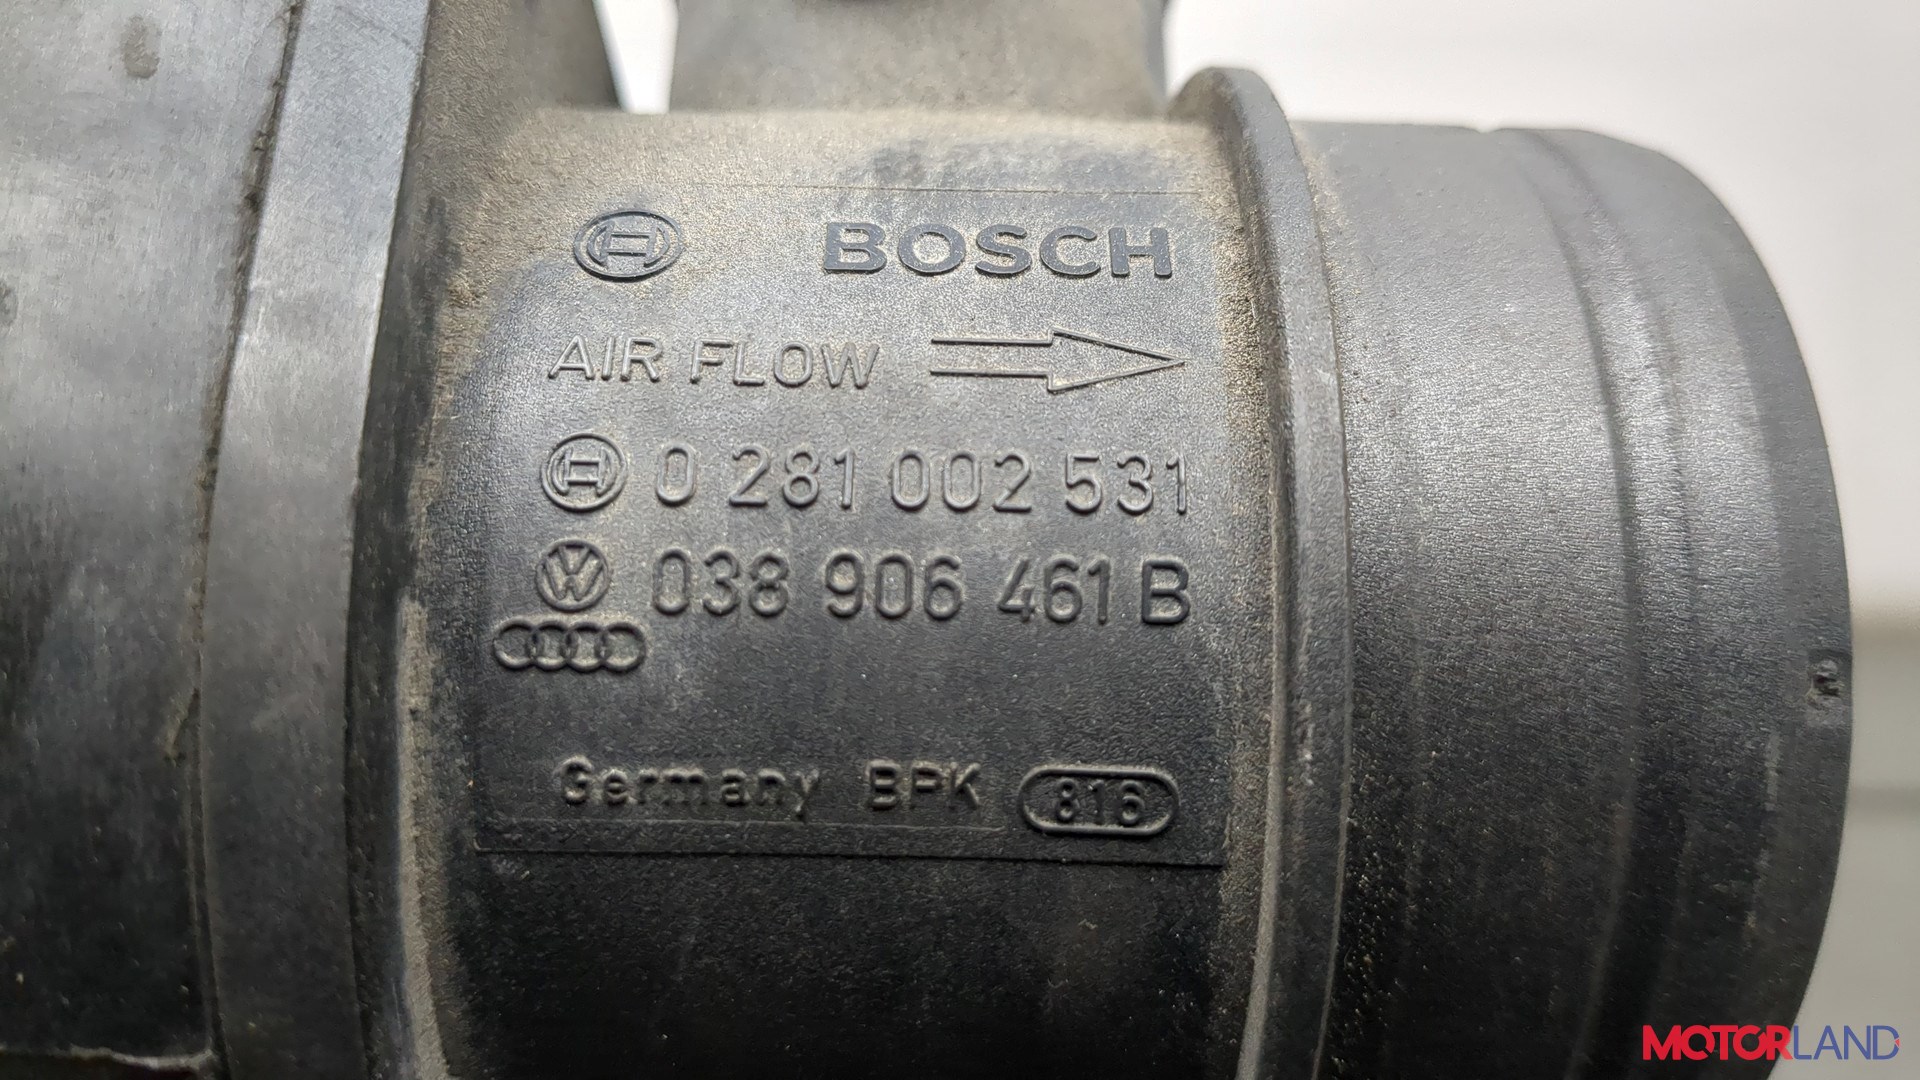 BOSCH
AIR FLOW
0 281 002 531
038 906 461 B
Germany BPK 816
MOTORLAND